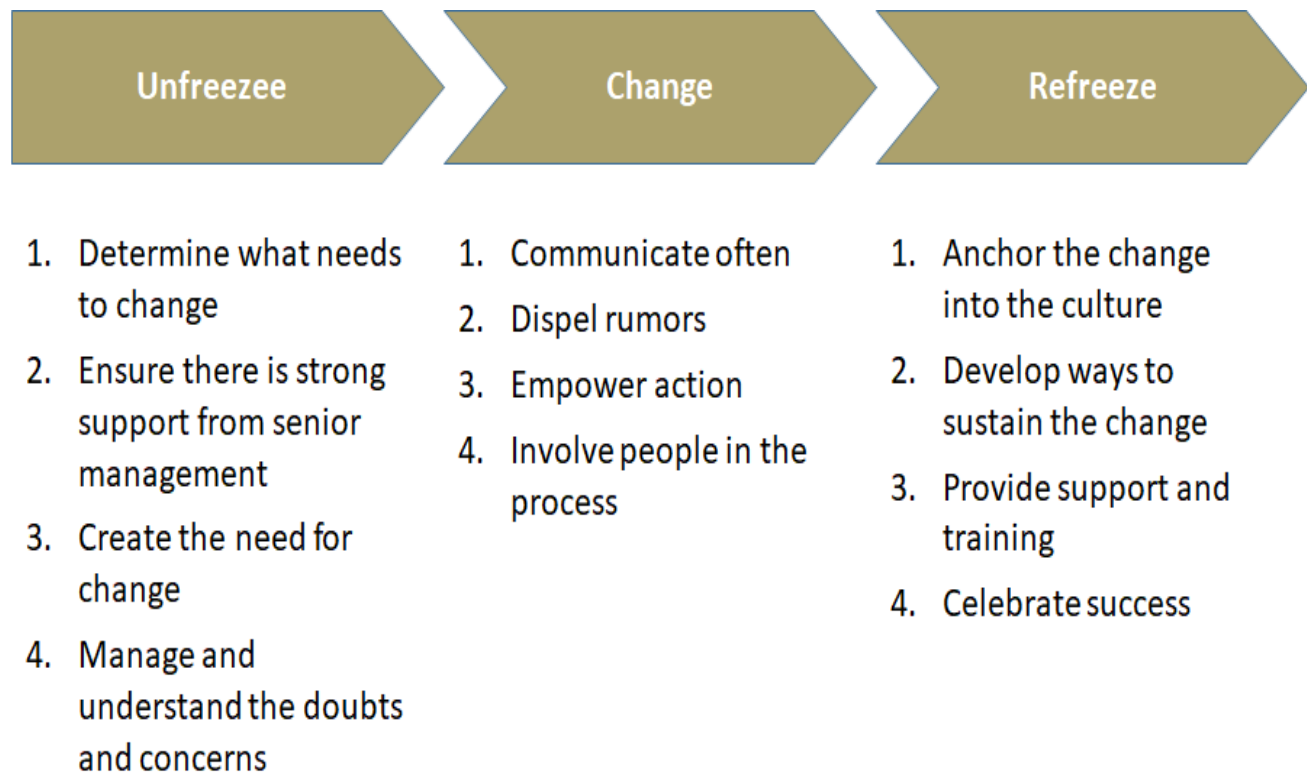 Unfreezee
Change
Refreeze
1. Determine what needs
to change
2. Ensure there is strong
support from senior
management
3. Create the need for
change
4. Manage and
understand the doubts
and concerns
1. Communicate often
2. Dispel rumors
3. Empower action
4. Involve people in the
process
1. Anchor the change
into the culture
2. Develop ways to
sustain the change
3. Provide support and
training
4. Celebrate success